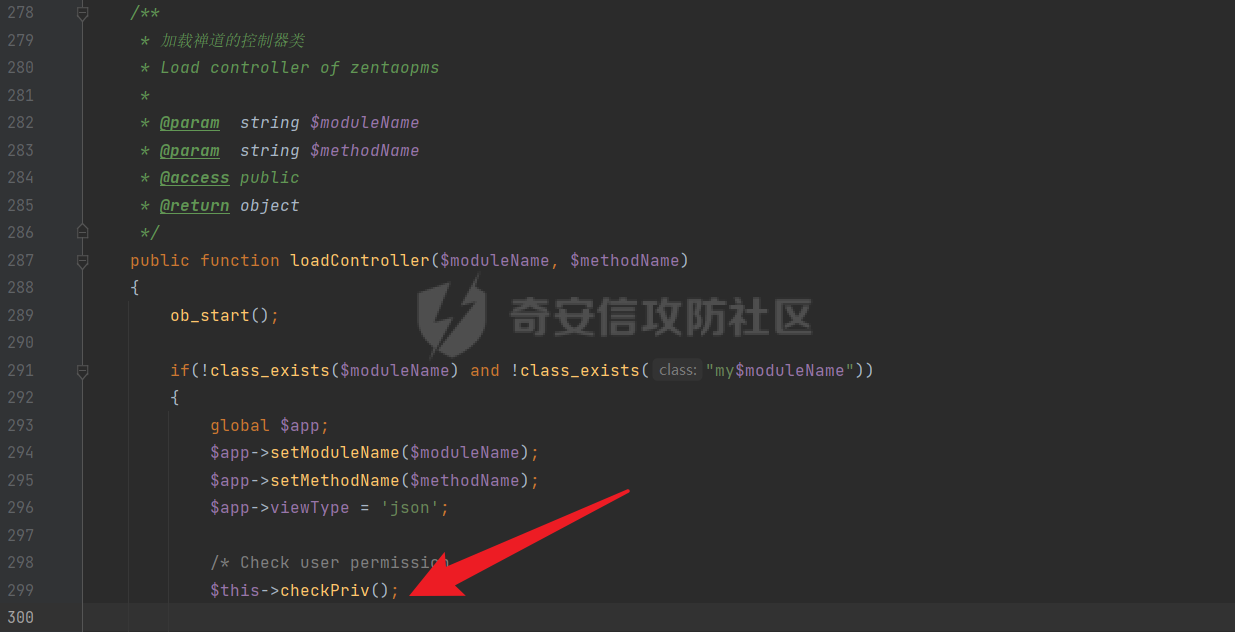 278 /**
279 * 加载禅道的控制器类
280 * Load controller of zentaopms
281 *
282 * @param string $moduleName
283 * @param string $methodName
284 * @access public
285 * @return object
286 */
287 public function loadController($moduleName, $methodName)
288 {
289 ob_start();
奇安信攻防社区
290
291 if(!class_exists($moduleName) and !class_exists( class: "my$moduleName"))
292 {
293 global $app;
294 $app->setModuleName($moduleName);
295 $app->setMethodName($methodName);
296 $app->viewType = 'json';
297
298 /* Check user permission
299 $this->checkPriv();
300